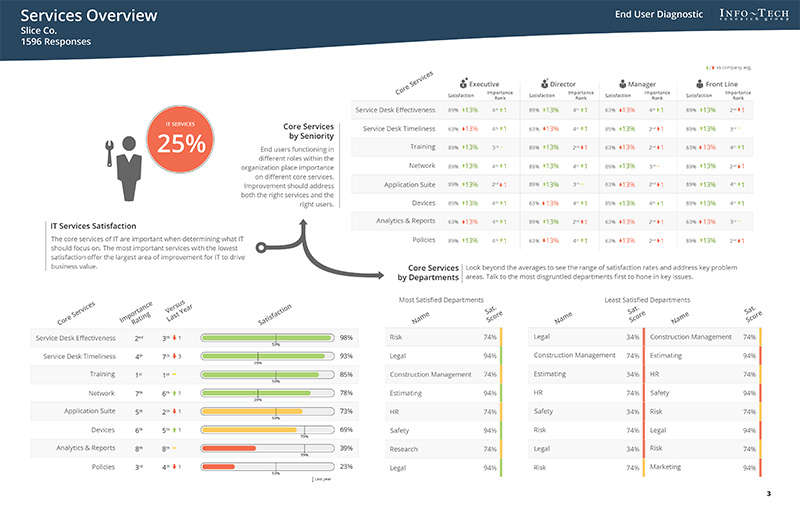 Services Overview
Slice Co.
1596 Responses
End User Diagnostic
INFO~TECH
research group
vs company avg.
IT SERVICES
25%
Core Services
by Seniority
End users functioning in
different roles within the
organization place importance
on different core services.
Improvement should address
both the right services and the
right users.
Core Services
Executive
Director
Manager
Front Line
Satisfaction Importance Rank Satisfaction Importance Rank Satisfaction Importance Rank Satisfaction Importance Rank
Service Desk Effectiveness 89% 13% 4th 1 89% 13% 4th 1 63% 13% 4th 1 89% 13% 2nd 1
Service Desk Timeliness 63% 13% 4th 1 63% 13% 4th 1 89% 13% 2nd 1 89% 13% 3rd
Training 89% 13% 3rd 89% 13% 2nd 1 63% 13% 2nd 1 89% 13% 4th 1
Network 89% 13% 4th 1 89% 13% 4th 1 89% 13% 3rd 89% 13% 2nd 1
Application Suite 89% 13% 2nd 1 89% 13% 3rd 63% 13% 2nd 1 89% 13% 4th 1
Devices 89% 13% 4th 1 63% 13% 4th 1 89% 13% 4th 1 89% 13% 4th 1
Analytics & Reports 63% 13% 4th 1 89% 13% 2nd 1 63% 13% 2nd 1 63% 13% 3rd
Policies 89% 13% 4th 1 63% 13% 4th 1 63% 13% 2nd 1 89% 13% 2nd 1
IT Services Satisfaction
The core services of IT are important when determining what IT
should focus on. The most important services with the lowest
satisfaction offer the largest area of improvement for IT to drive
business value.
Core Services
by Departments
Look beyond the averages to see the range of satisfaction rates and address key problem
areas. Talk to the most disgruntled departments first to hone in key issues.
Core Services
Importance
Rating
Versus
Last Year
Satisfaction
Service Desk Effectiveness 2nd 3th 1 98%
53%
Service Desk Timeliness 4th 7th 3 93%
29%
Training 1st 1st 85%
53%
Network 7th 6th 1 78%
29%
Application Suite 5th 2th 1 73%
53%
Devices 6th 5th 1 69%
79%
Analytics & Reports 8th 8th 39%
79%
Policies 3rd 4th 1 23%
53%
Last year
Most Satisfied Departments
Name
Sat.
Score
Risk 74%
Legal 94%
Construction Management 74%
Estimating 94%
HR 74%
Safety 94%
Research 74%
Legal 94%
Least Satisfied Departments
Name
Sat.
Score
Name
Sat.
Score
Legal 34% Construction Management 74%
Construction Management 74% Estimating 94%
Estimating 34% HR 74%
HR 74% Safety 94%
Safety 34% Risk 74%
Risk 74% Legal 94%
Legal 34% Risk 74%
Risk 74% Marketing 94%
3